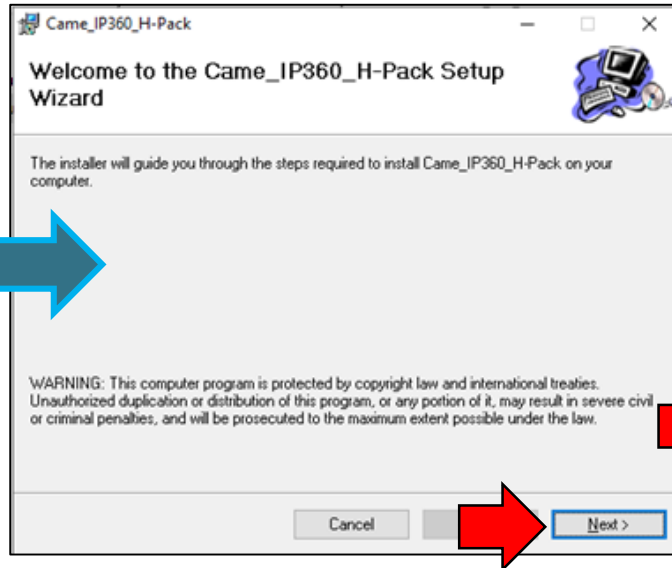 Came_IP360_H-Pack
Welcome to the Came_IP360_H-Pack Setup
Wizard
The installer will guide you through the steps required to install Came_IP360_H-Pack on your
computer.
WARNING: This computer program is protected by copyright law and international treaties.
Unauthorized duplication or distribution of this program, or any portion of it, may result in severe civil
or criminal penalties, and will be prosecuted to the maximum extent possible under the law.
Cancel
Next >